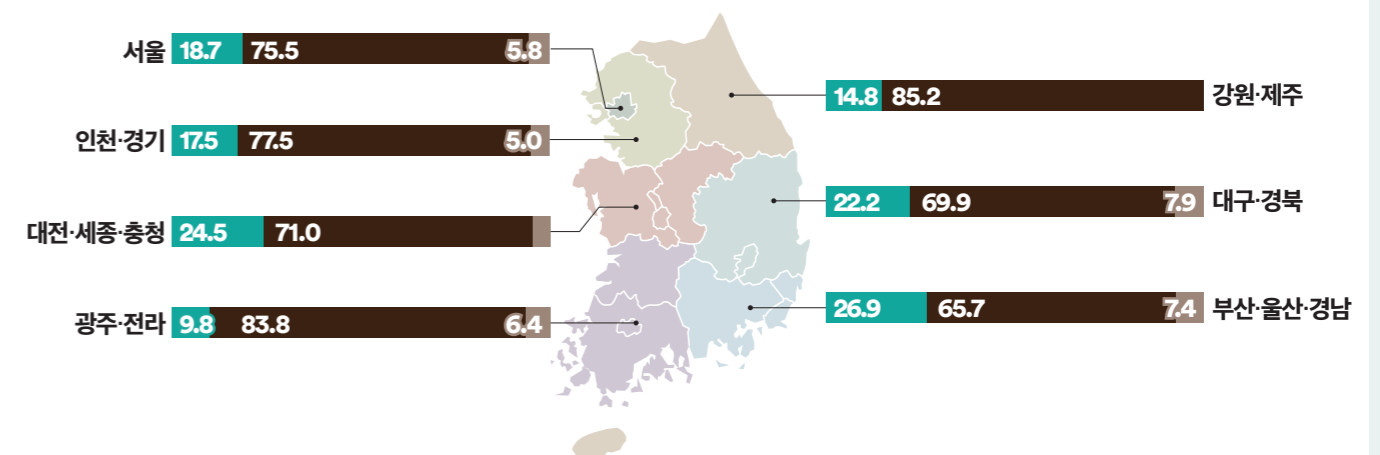 서울 18.7 75.5 5.8
인천·경기 17.5 77.5 5.0
대전·세종·충청 24.5 71.0
광주·전라 9.8 83.8 6.4
14.8 85.2 강원·제주
22.2 69.9 7.9 대구·경북
26.9 65.7 7.4 부산·울산·경남